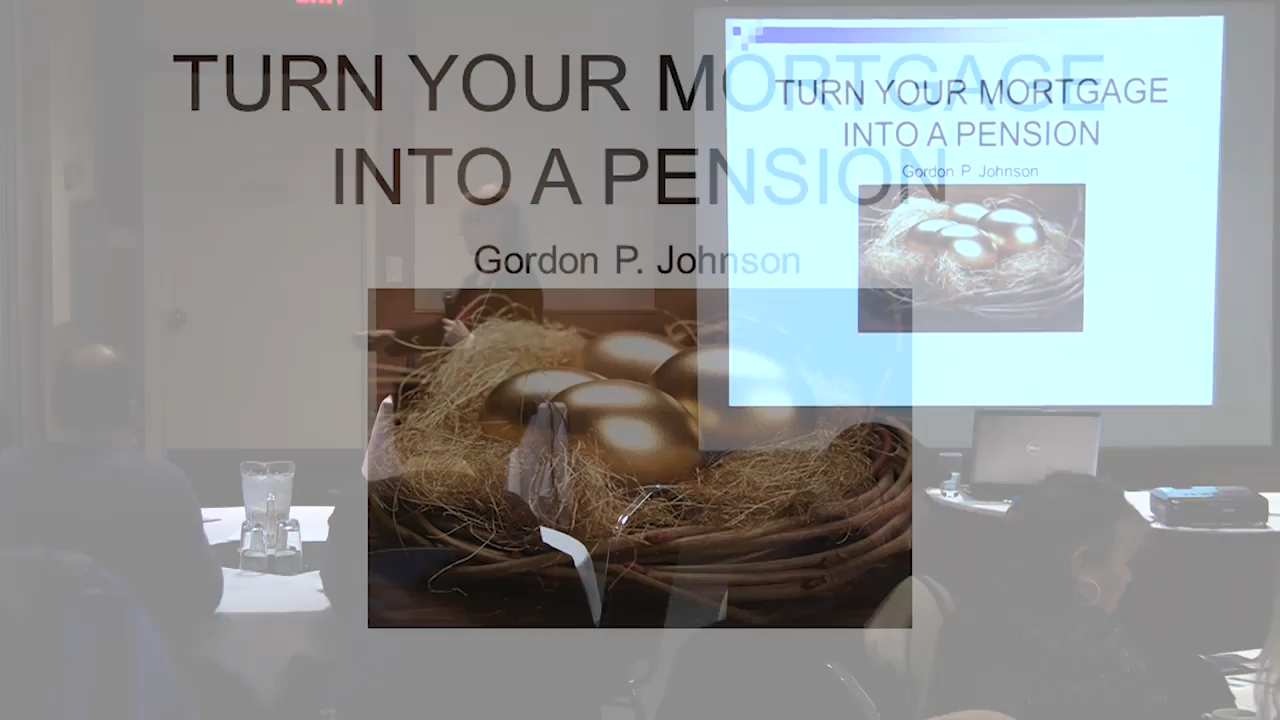 TURN YOUR MORTGAGE
INTO A PENSION
Gordon P. Johnson
TURN YOUR MORTGAGE
INTO A PENSION
Gordon P Johnson